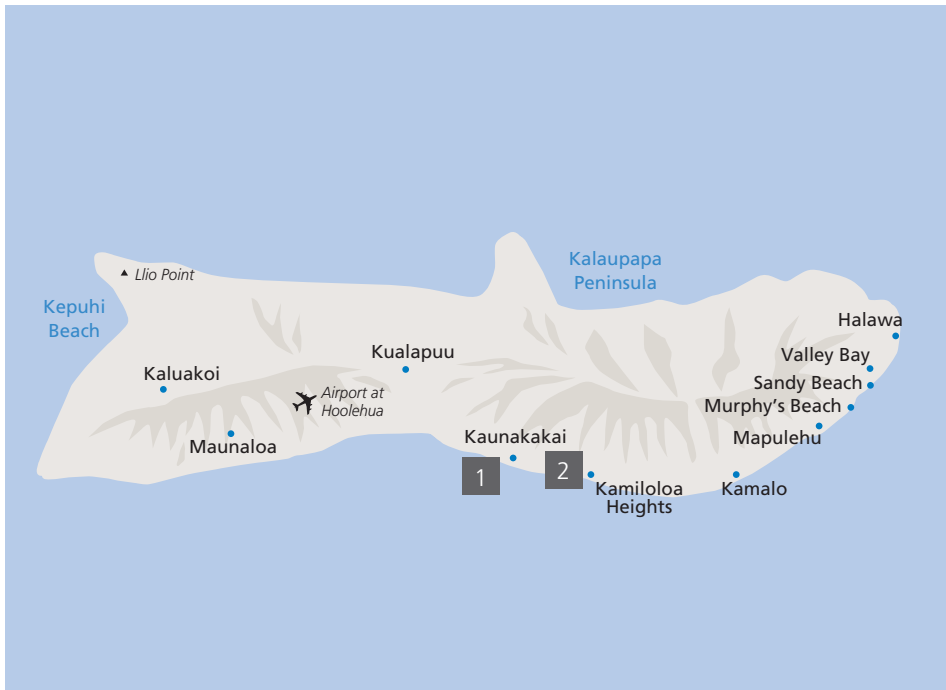 Kalaupapa
Peninsula
Llio Point
Kepuhi
Beach
Halawa
Kualapuu
Valley Bay
Kaluakoi
Sandy Beach
Airport at
Hoolehua
Murphy's Beach
Maunaloa
Kaunakakai
Mapulehu
1
2
Kamiloloa
Heights
Kamalo